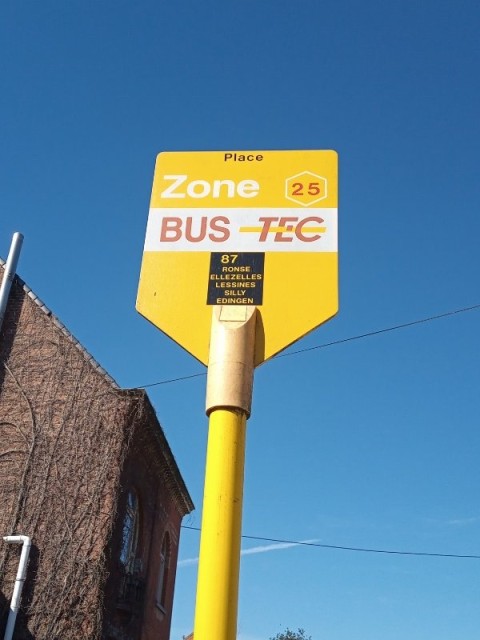 Place
Zone 25
BUS TEC
87
RONSE
ELLEZELLES
LESSINES
SILLY
EDINGEN